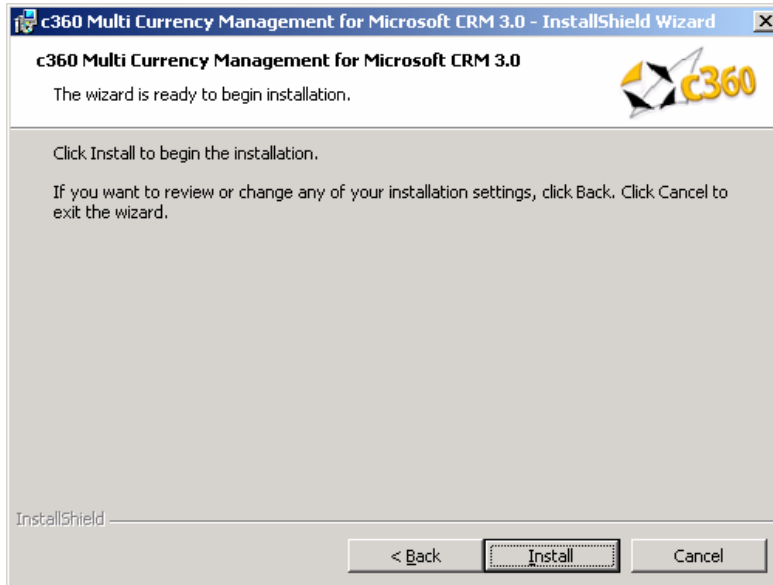 c360 Multi Currency Management for Microsoft CRM 3.0 - InstallShield Wizard
c360 Multi Currency Management for Microsoft CRM 3.0
The wizard is ready to begin installation.
c360
Click Install to begin the installation.
If you want to review or change any of your installation settings, click Back. Click Cancel to
exit the wizard.
InstallShield
< Back
Install
Cancel